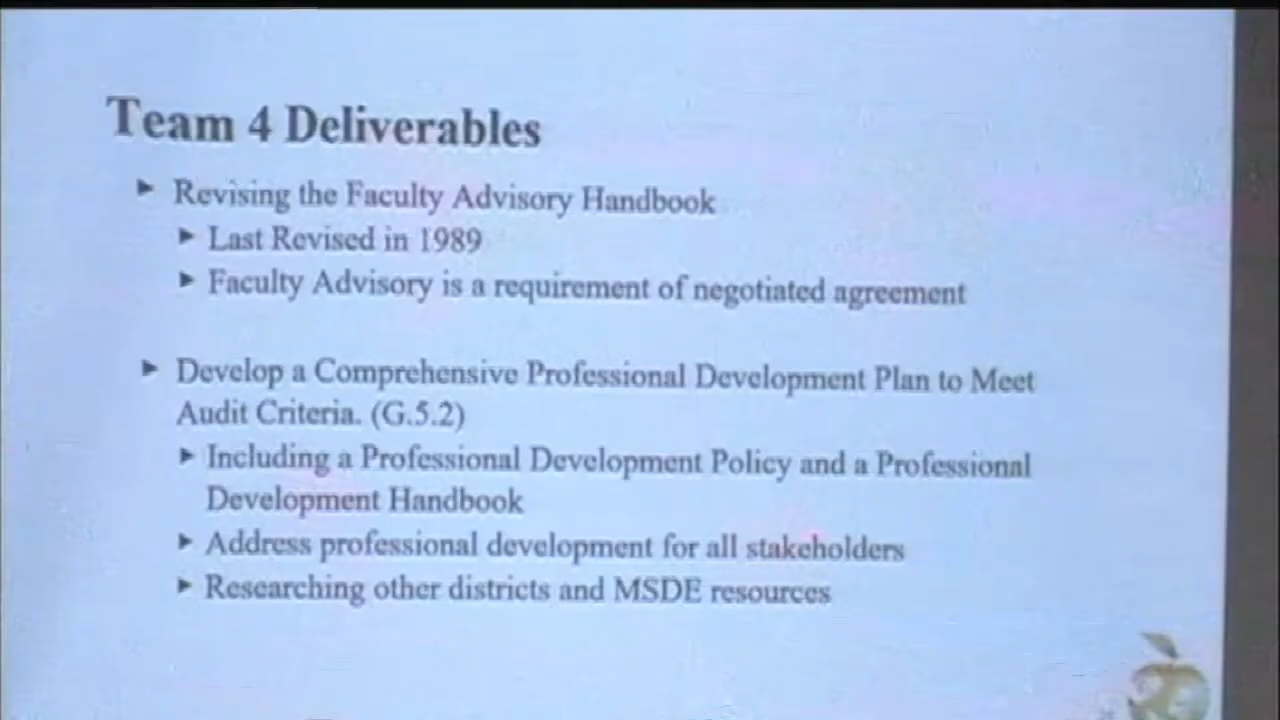 Team 4 Deliverables
Revising the Faculty Advisory Handbook
Last Revised in 1989
Faculty Advisory is a requirement of negotiated agreement
Develop a Comprehensive Professional Development Plan to Meet
Audit Criteria. (G.5.2)
Including a Professional Development Policy and a Professional
Development Handbook
Address professional development for all stakeholders
Researching other districts and MSDE resources